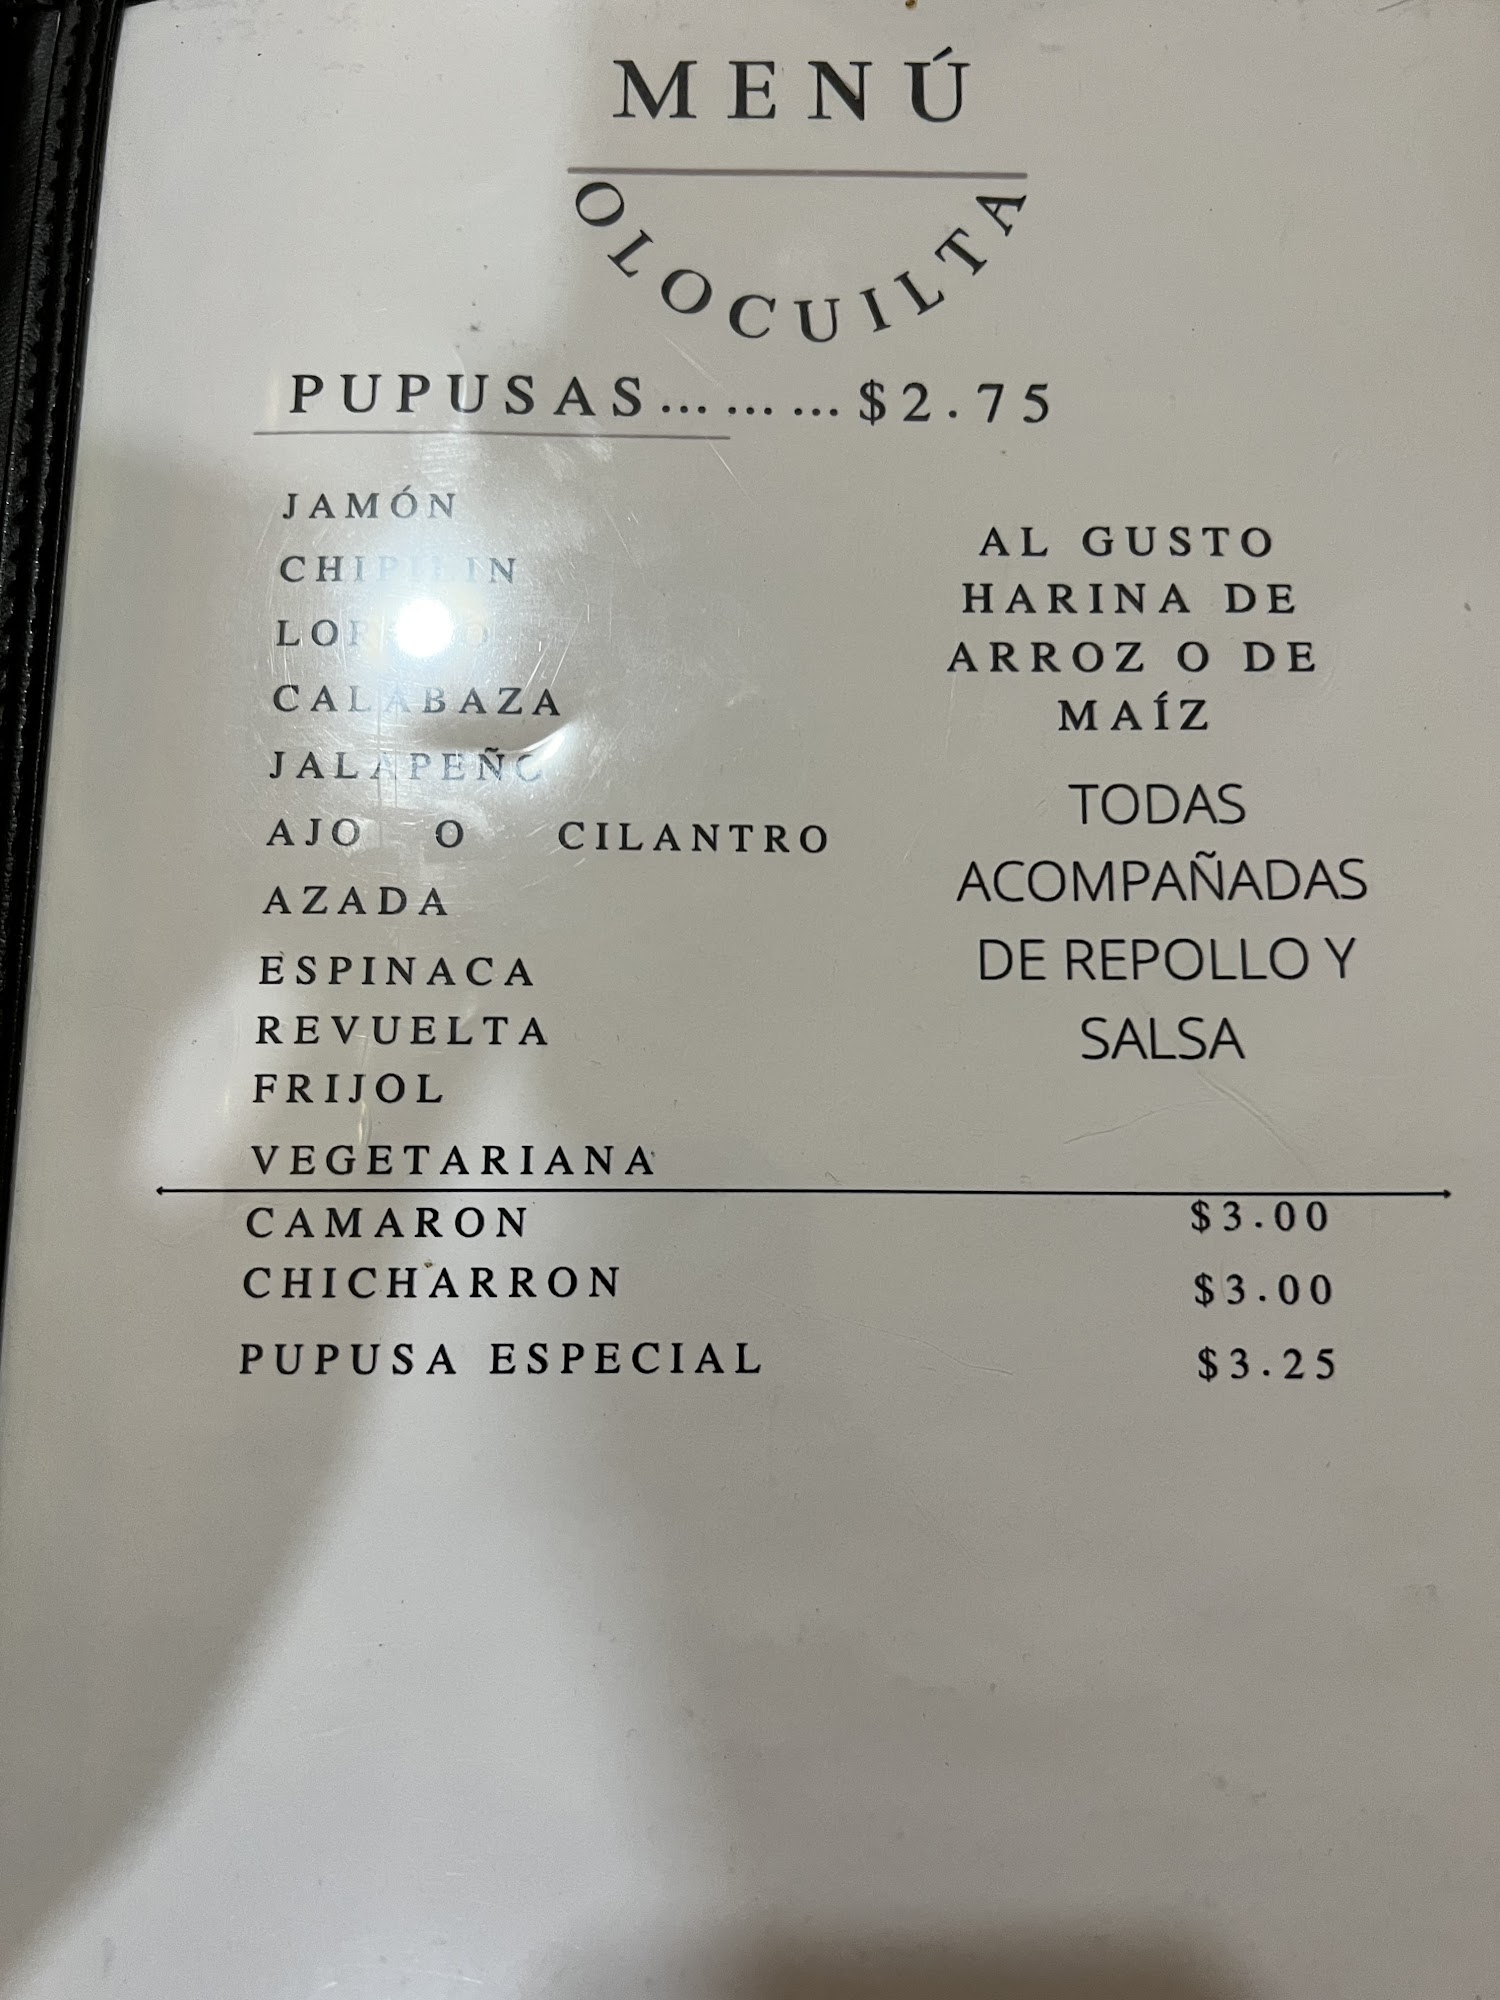 MENÚ
OLOCUILTA
PUPUSAS... ... ... $2.75
JAMÓN
CHIPILIN
CALABAZA
JALAPEÑO
AJO O CILANTRO
AZADA
ESPINACA
REVUELTA
FRIJOL
VEGETARIANA
AL GUSTO
HARINA DE
ARROZ O DE
MAÍZ
TODAS
ACOMPAÑADAS
DE REPOLLO Y
SALSA
CAMARON $3.00
CHICHARRON $3.00
PUPUSA ESPECIAL $3.25